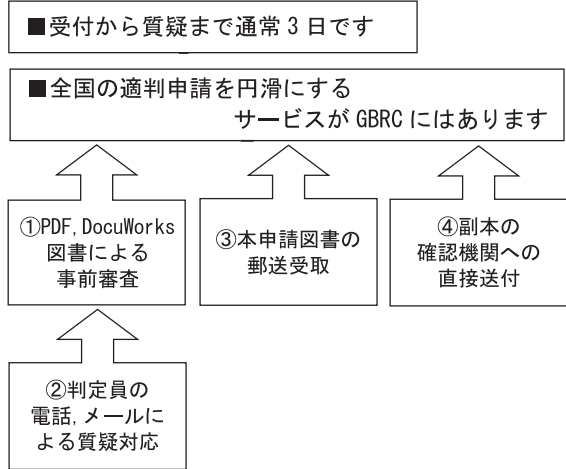 ■受付から質疑まで通常3日です
■全国の適判申請を円滑にする
サービスがGBRCにはあります
①PDF,DocuWorks
図書による
事前審査
③本申請図書の
郵送受取
④副本の
確認機関への
直接送付
②判定員の
電話,メールに
よる質疑対応